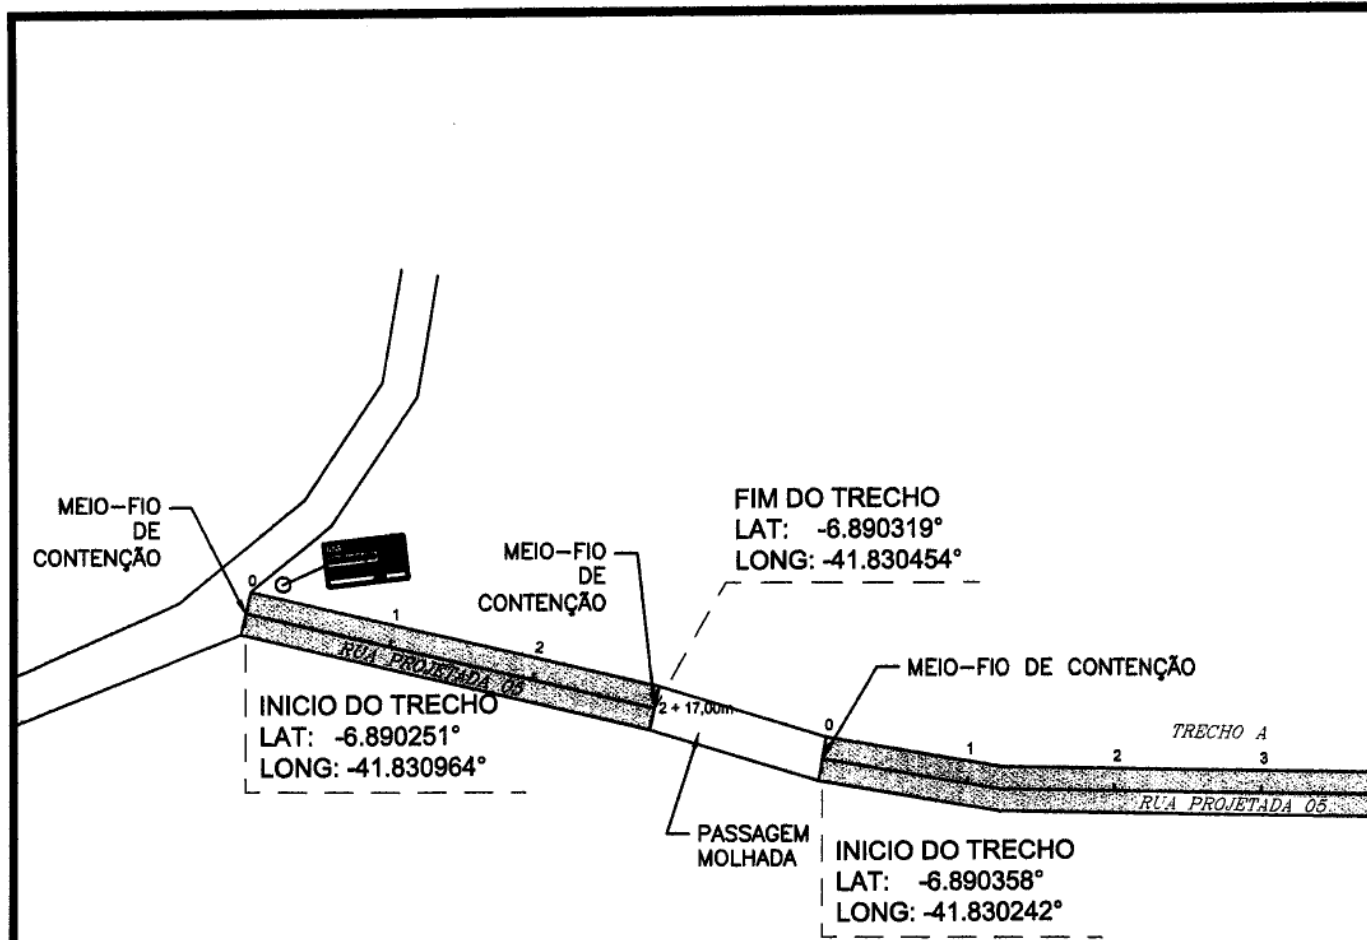 MEIO-FIO
DE
CONTENÇÃO
0
1
2
RUA PROJETADA 05
INICIO DO TRECHO
LAT: -6.890251°
LONG: -41.830964°
MEIO-FIO
DE
CONTENÇÃO
FIM DO TRECHO
LAT: -6.890319°
LONG: -41.830454°
2 + 17,00m
PASSAGEM
MOLHADA
MEIO-FIO DE CONTENÇÃO
TRECHO A
0
1
2
3
RUA PROJETADA 05
INICIO DO TRECHO
LAT: -6.890358°
LONG: -41.830242°